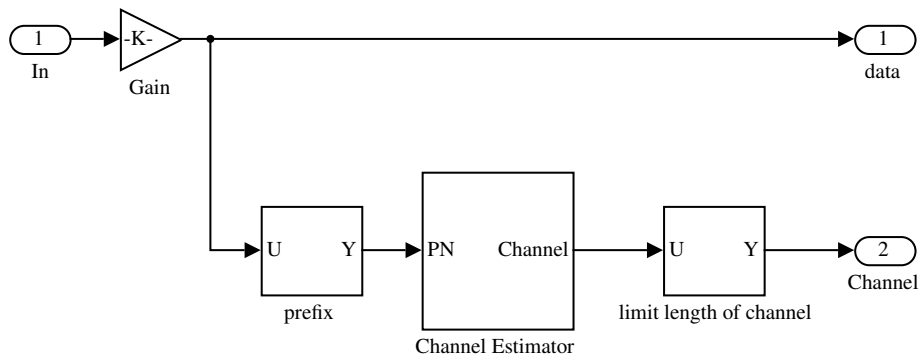 1
In
-K-
Gain
1
data
U
Y
prefix
PN
Channel
Channel Estimator
U
Y
limit length of channel
2
Channel